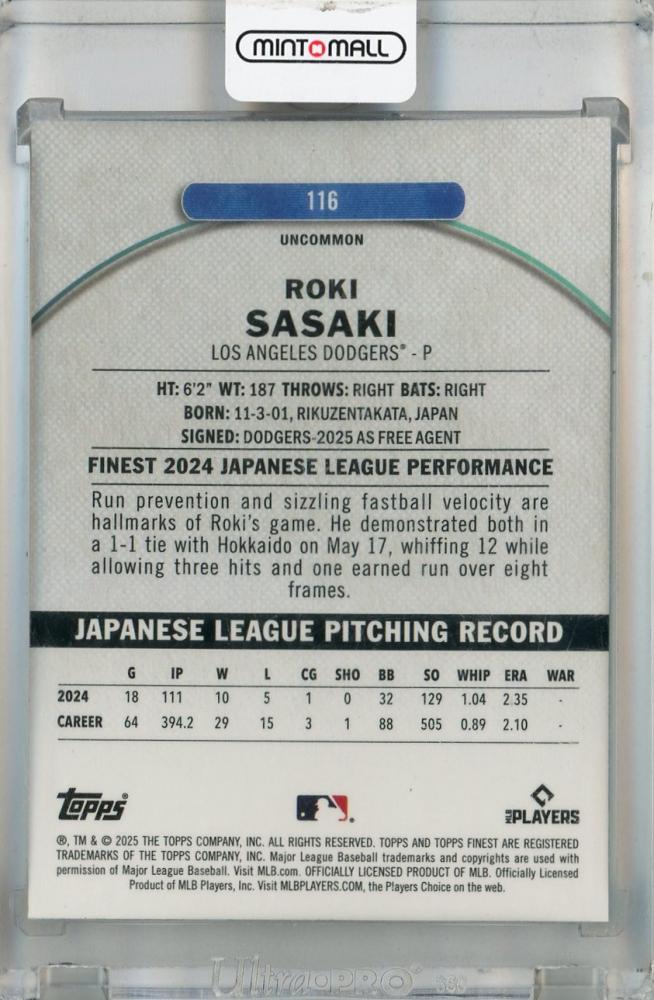 MINTMALL
116
UNCOMMON
ROKI
SASAKI
LOS ANGELES DODGERS® - P
HT: 6'2" WT: 187 THROWS: RIGHT BATS: RIGHT
BORN: 11-3-01, RIKUZENTAKATA, JAPAN
SIGNED: DODGERS-2025 AS FREE AGENT
FINEST 2024 JAPANESE LEAGUE PERFORMANCE
Run prevention and sizzling fastball velocity are
hallmarks of Roki's game. He demonstrated both in
a 1-1 tie with Hokkaido on May 17, whiffing 12 while
allowing three hits and one earned run over eight
frames.
JAPANESE LEAGUE PITCHING RECORD
G IP W L CG SHO BB SO WHIP ERA WAR
2024 18 111 10 5 1 0 32 129 1.04 2.35 -
CAREER 64 394.2 29 15 3 1 88 505 0.89 2.10 -
TOPPS®
MLB PLAYERS
®, TM & © 2025 THE TOPPS COMPANY, INC. ALL RIGHTS RESERVED. TOPPS AND TOPPS FINEST ARE REGISTERED
TRADEMARKS OF THE TOPPS COMPANY, INC. Major League Baseball trademarks and copyrights are used with
permission of Major League Baseball. Visit MLB.com. OFFICIALLY LICENSED PRODUCT OF MLB. Officially Licensed
Product of MLB Players, Inc. Visit MLBPLAYERS.COM, the Players Choice on the web.
Ultra·PRO®